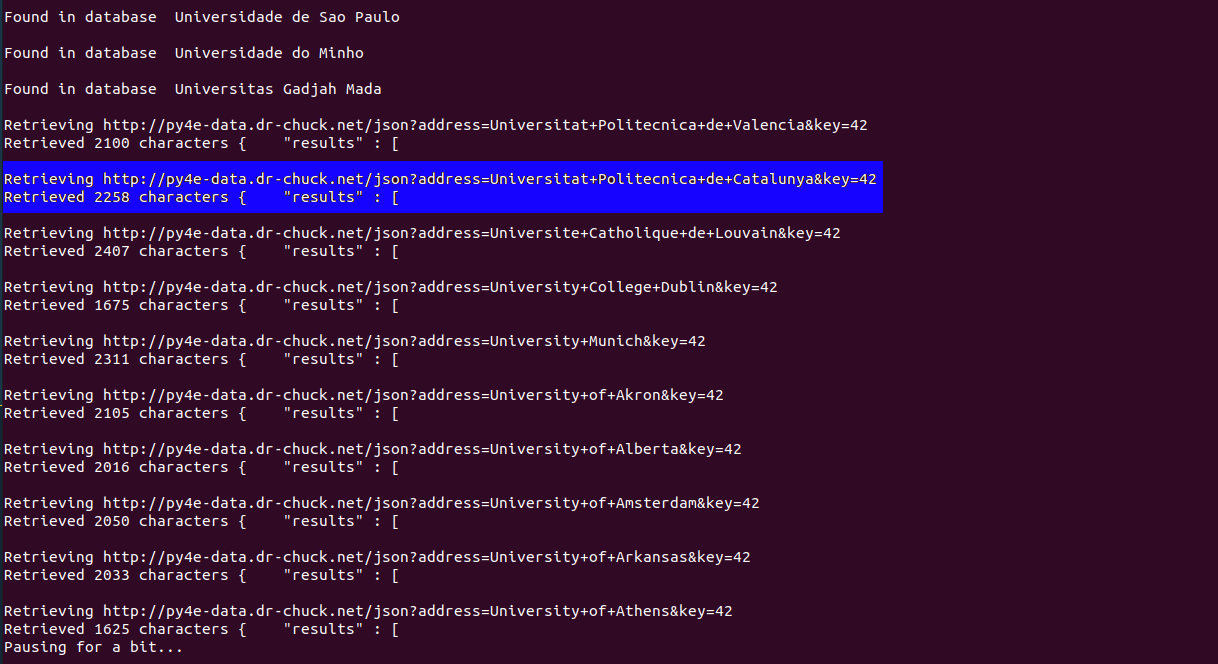 Found in database  Universidade de Sao Paulo
Found in database  Universidade do Minho
Found in database  Universitas Gadjah Mada
Retrieving http://py4e-data.dr-chuck.net/json?address=Universitat+Politecnica+de+Valencia&key=42
Retrieved 2100 characters {    "results" : [
Retrieving http://py4e-data.dr-chuck.net/json?address=Universitat+Politecnica+de+Catalunya&key=42
Retrieved 2258 characters {    "results" : [
Retrieving http://py4e-data.dr-chuck.net/json?address=Universite+Catholique+de+Louvain&key=42
Retrieved 2407 characters {    "results" : [
Retrieving http://py4e-data.dr-chuck.net/json?address=University+College+Dublin&key=42
Retrieved 1675 characters {    "results" : [
Retrieving http://py4e-data.dr-chuck.net/json?address=University+Munich&key=42
Retrieved 2311 characters {    "results" : [
Retrieving http://py4e-data.dr-chuck.net/json?address=University+of+Akron&key=42
Retrieved 2105 characters {    "results" : [
Retrieving http://py4e-data.dr-chuck.net/json?address=University+of+Alberta&key=42
Retrieved 2016 characters {    "results" : [
Retrieving http://py4e-data.dr-chuck.net/json?address=University+of+Amsterdam&key=42
Retrieved 2050 characters {    "results" : [
Retrieving http://py4e-data.dr-chuck.net/json?address=University+of+Arkansas&key=42
Retrieved 2033 characters {    "results" : [
Retrieving http://py4e-data.dr-chuck.net/json?address=University+of+Athens&key=42
Retrieved 1625 characters {    "results" : [
Pausing for a bit...